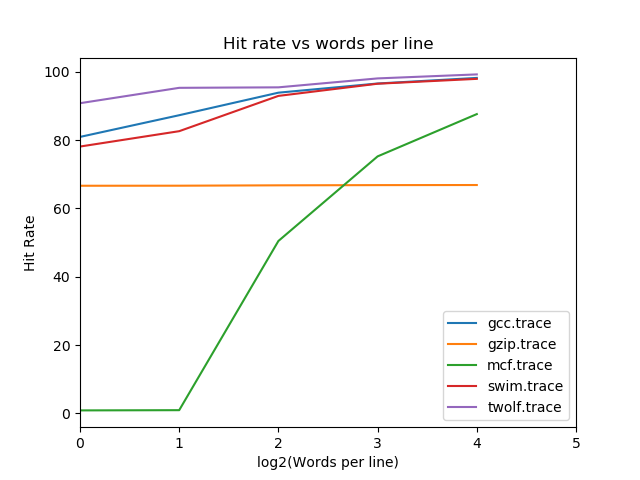 Hit rate vs words per line
Hit Rate
100
80
60
40
20
0
0 1 2 3 4 5
log2(Words per line)
gcc.trace
gzip.trace
mcf.trace
swim.trace
twolf.trace